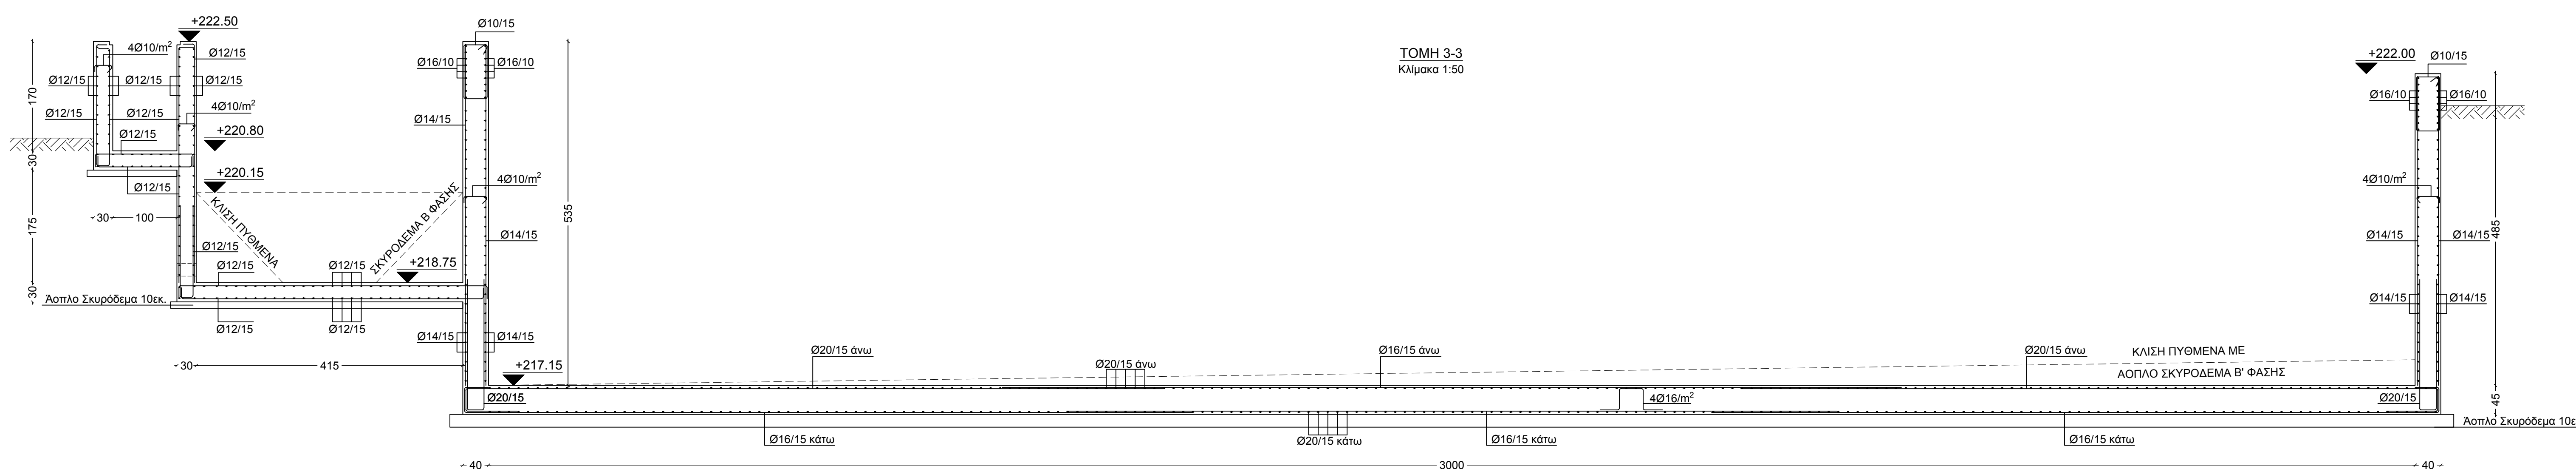 +222.50
Ø10/15
ΤΟΜΗ 3-3
Κλίμακα 1:50
+222.00
Ø10/15
4Ø10/m²
Ø12/15
Ø16/10
Ø16/10
Ø12/15
Ø12/15
Ø12/15
Ø16/10
Ø16/10
170
4Ø10/m²
Ø12/15
Ø12/15
Ø14/15
+220.80
Ø12/15
30
+220.15
4Ø10/m²
4Ø10/m²
Ø12/15
30
100
175
535
ΚΛΙΣΗ ΠΥΘΜΕΝΑ
ΣΚΥΡΟΔΕΜΑ Β ΦΑΣΗΣ
Ø14/15
Ø14/15
Ø14/15
485
Ø12/15
Ø12/15
Ø12/15
+218.75
30
Άοπλο Σκυρόδεμα 10εκ.
Ø14/15
Ø14/15
Ø12/15
Ø12/15
Ø14/15
Ø14/15
Ø20/15 άνω
Ø16/15 άνω
Ø20/15 άνω
ΚΛΙΣΗ ΠΥΘΜΕΝΑ ΜΕ
30
415
+217.15
Ø20/15 άνω
ΑΟΠΛΟ ΣΚΥΡΟΔΕΜΑ Β' ΦΑΣΗΣ
Ø20/15
4Ø16/m²
Ø20/15
45
Άοπλο Σκυρόδεμα 10ε
Ø16/15 κάτω
Ø20/15 κάτω
Ø16/15 κάτω
Ø16/15 κάτω
40
3000
40